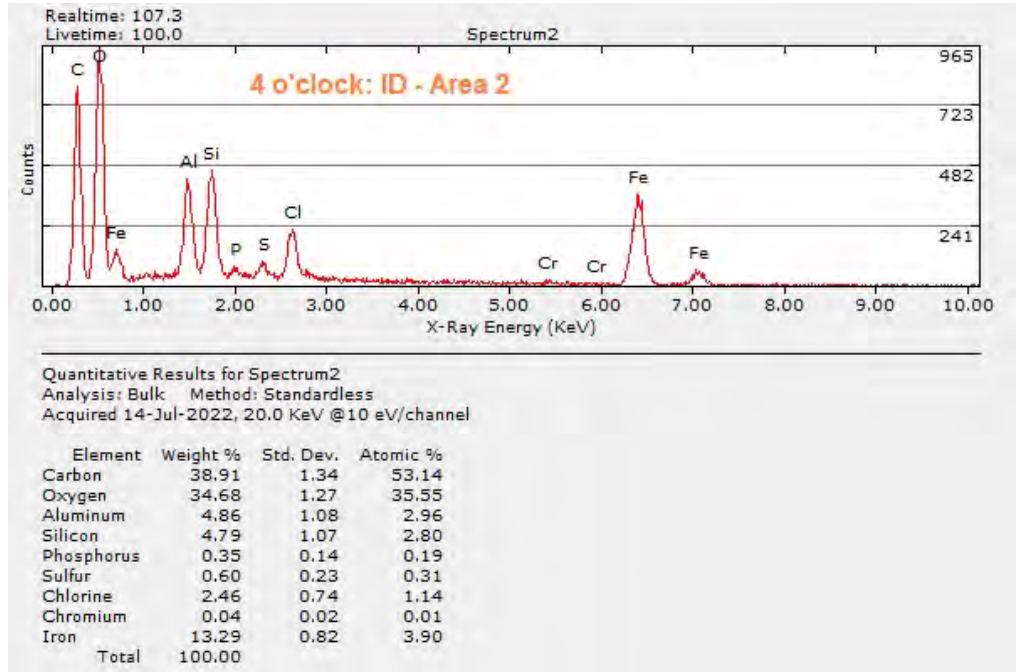 Realtime: 107.3
Livetime: 100.0 Spectrum2
C O 4 o'clock: ID - Area 2 965
723
Al Si 482
Fe
Cl
Fe 241
P S Cr Cr Fe
Counts
0.00 1.00 2.00 3.00 4.00 5.00 6.00 7.00 8.00 9.00 10.00
X-Ray Energy (KeV)
Quantitative Results for Spectrum2
Analysis: Bulk Method: Standardless
Acquired 14-Jul-2022, 20.0 KeV @10 eV/channel
Element Weight % Std. Dev. Atomic %
Carbon 38.91 1.34 53.14
Oxygen 34.68 1.27 35.55
Aluminum 4.86 1.08 2.96
Silicon 4.79 1.07 2.80
Phosphorus 0.35 0.14 0.19
Sulfur 0.60 0.23 0.31
Chlorine 2.46 0.74 1.14
Chromium 0.04 0.02 0.01
Iron 13.29 0.82 3.90
Total 100.00